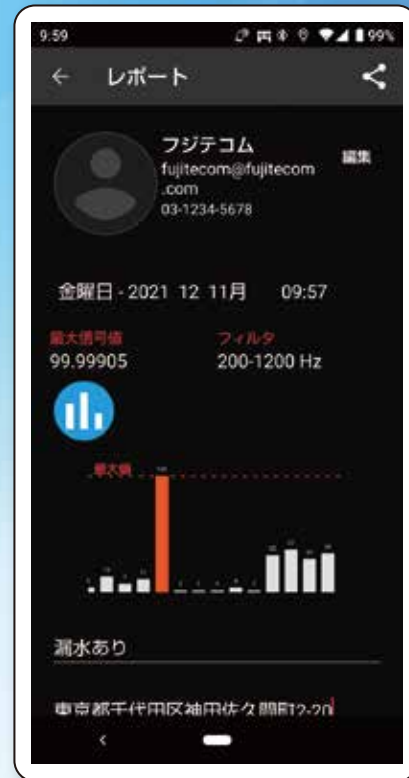 9:59
99%
レポート
フジテコム
fujitecom@fujitecom
.com
03-1234-5678
編集
金曜日 - 2021 12 11月 09:57
最大信号値 フィルタ
99.99905 200-1200 Hz
最大値
漏水あり
東京都千代田区神田佐久間町2-20